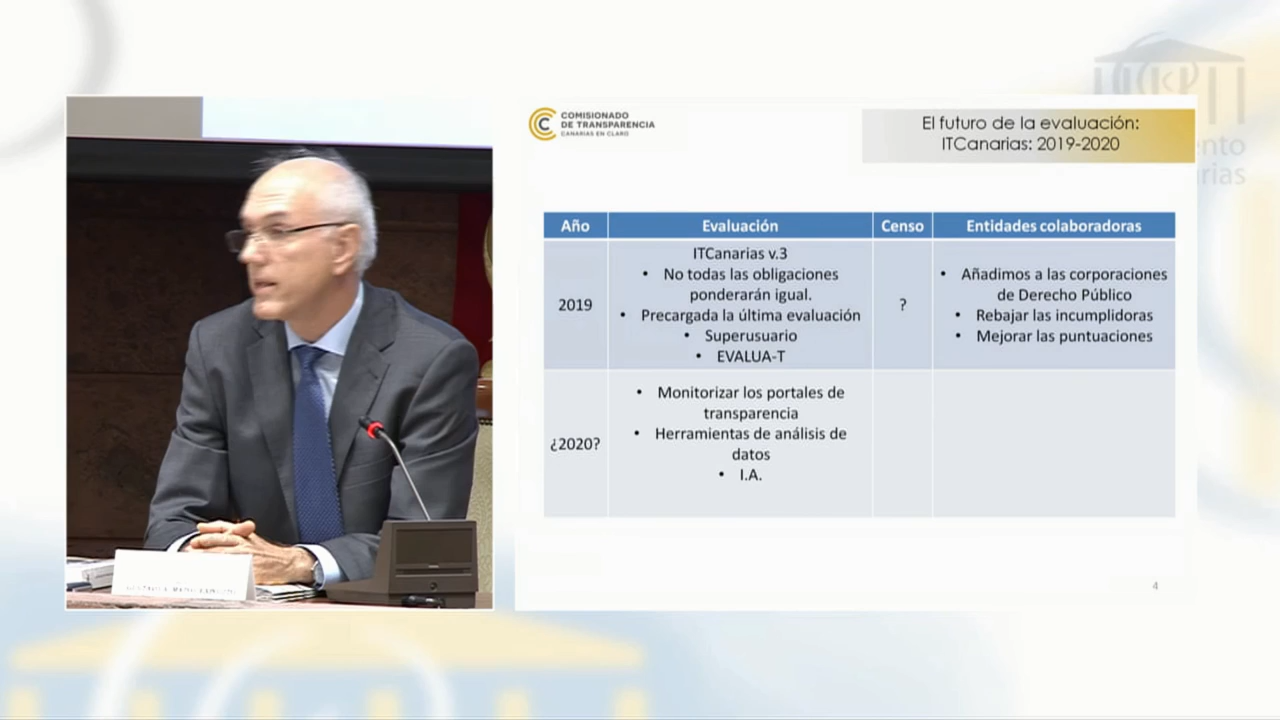 COMISIONADO
DE TRANSPARENCIA
CANARIAS EN CLARO
El futuro de la evaluación:
ITCanarias: 2019-2020
Año
Evaluación
Censo
Entidades colaboradoras
2019
ITCanarias v.3
• No todas las obligaciones
ponderarán igual.
• Precargada la última evaluación
• Superusuario
• EVALUA-T
?
• Añadimos a las corporaciones
de Derecho Público
• Rebajar las incumplidoras
• Mejorar las puntuaciones
¿2020?
• Monitorizar los portales de
transparencia
• Herramientas de análisis de
datos
• I.A.
4